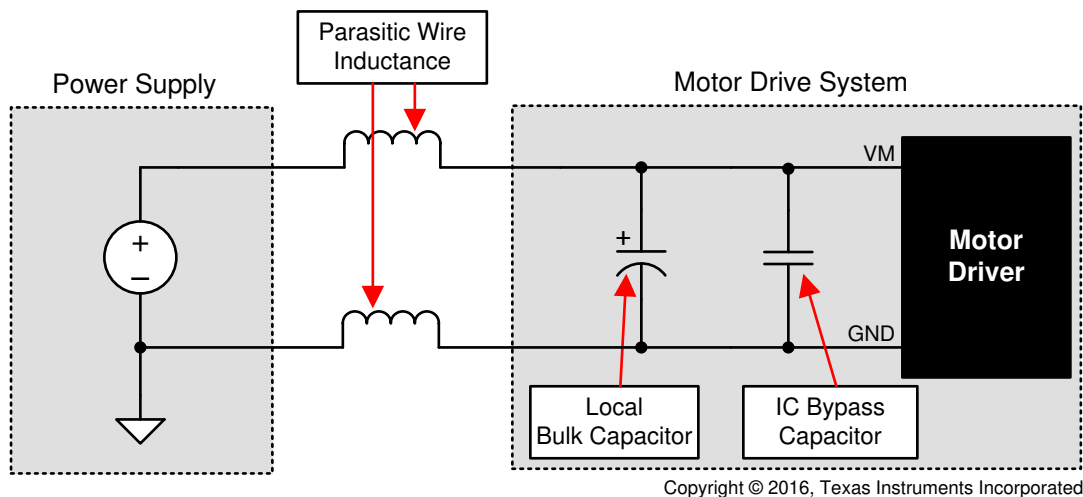 Parasitic Wire
Inductance
Power Supply
Motor Drive System
VM
+
–
+
Motor
Driver
GND
Local
Bulk Capacitor
IC Bypass
Capacitor
Copyright © 2016, Texas Instruments Incorporated